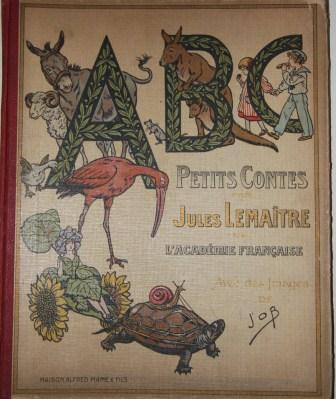 ABC
PETITS CONTES
PAR
JULES LEMAÎTRE
DE
L'ACADÉMIE FRANÇAISE
Avec des Images
DE
JOB
MAISON ALFRED MAME & FILS